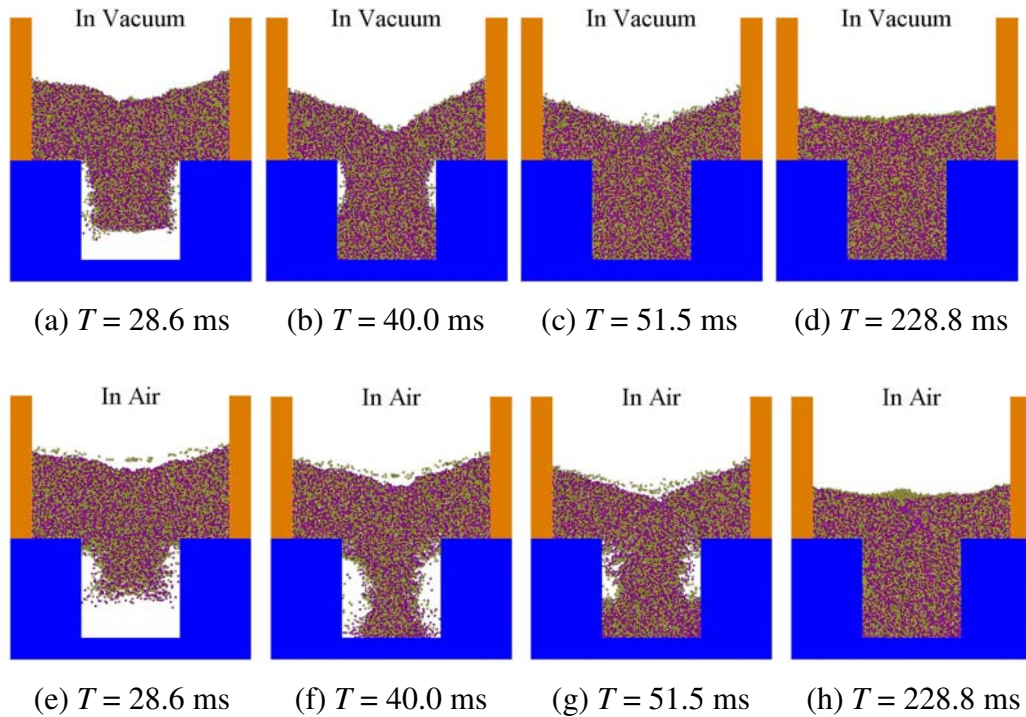 In Vacuum In Vacuum In Vacuum In Vacuum
(a) T = 28.6 ms (b) T = 40.0 ms (c) T = 51.5 ms (d) T = 228.8 ms
In Air In Air In Air In Air
(e) T = 28.6 ms (f) T = 40.0 ms (g) T = 51.5 ms (h) T = 228.8 ms